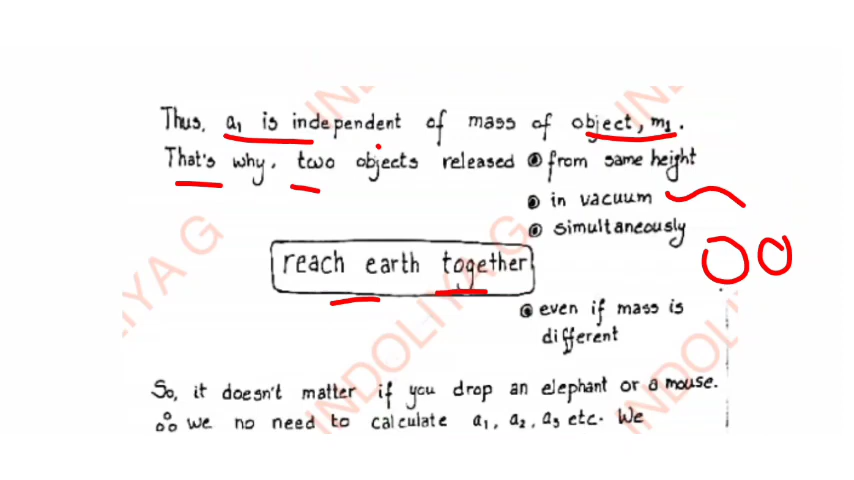 Thus, a₁ is independent of mass of object, m₁.
That's why, two objects released from same height
in vacuum
simultaneously
reach earth together
even if mass is
different
So, it doesn't matter if you drop an elephant or a mouse.
∴ we no need to calculate a₁, a₂, a₃ etc. We
INDOLIYA G